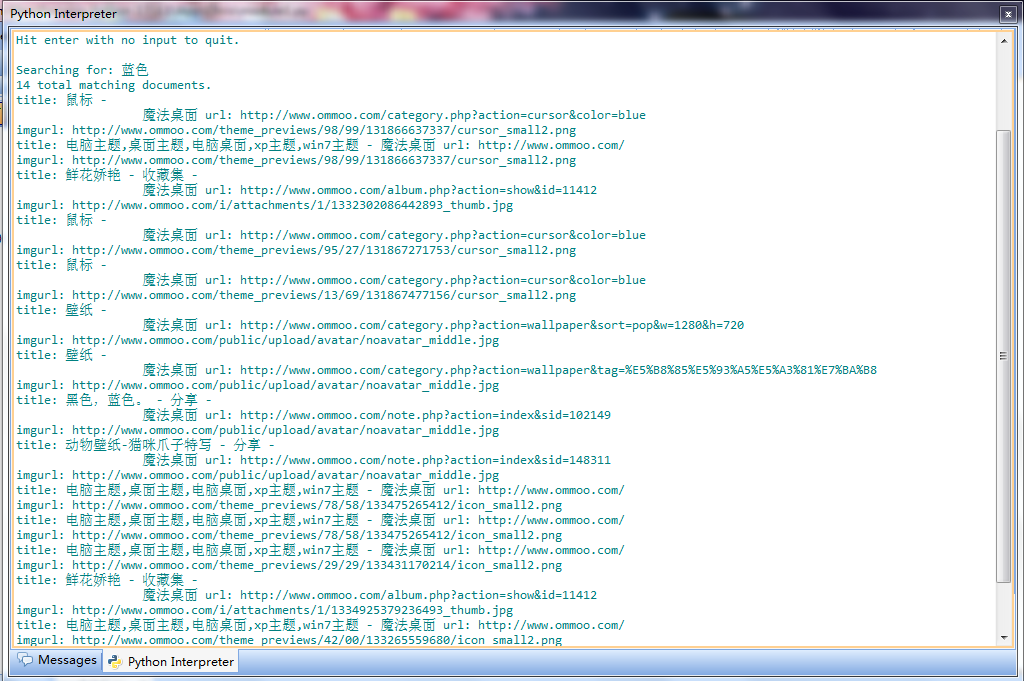 Python Interpreter
Hit enter with no input to quit.
Searching for: 蓝色
14 total matching documents.
title: 鼠标 -
魔法桌面 url: http://www.ommoo.com/category.php?action=cursor&color=blue
imgurl: http://www.ommoo.com/theme_previews/98/99/131866637337/cursor_small2.png
title: 电脑主题,桌面主题,电脑桌面,xp主题,win7主题 - 魔法桌面 url: http://www.ommoo.com/
imgurl: http://www.ommoo.com/theme_previews/98/99/131866637337/cursor_small2.png
title: 鲜花娇艳 - 收藏集 -
魔法桌面 url: http://www.ommoo.com/album.php?action=show&id=11412
imgurl: http://www.ommoo.com/i/attachments/1/1332302086442893_thumb.jpg
title: 鼠标 -
魔法桌面 url: http://www.ommoo.com/category.php?action=cursor&color=blue
imgurl: http://www.ommoo.com/theme_previews/95/27/131867271753/cursor_small2.png
title: 鼠标 -
魔法桌面 url: http://www.ommoo.com/category.php?action=cursor&color=blue
imgurl: http://www.ommoo.com/theme_previews/13/69/131867477156/cursor_small2.png
title: 壁纸 -
魔法桌面 url: http://www.ommoo.com/category.php?action=wallpaper&sort=pop&w=1280&h=720
imgurl: http://www.ommoo.com/public/upload/avatar/noavatar_middle.jpg
title: 壁纸 -
魔法桌面 url: http://www.ommoo.com/category.php?action=wallpaper&tag=%E5%B8%85%E5%93%A5%E5%A3%81%E7%BA%B8
imgurl: http://www.ommoo.com/public/upload/avatar/noavatar_middle.jpg
title: 黑色，蓝色。 - 分享 -
魔法桌面 url: http://www.ommoo.com/note.php?action=index&sid=102149
imgurl: http://www.ommoo.com/public/upload/avatar/noavatar_middle.jpg
title: 动物壁纸-猫咪爪子特写 - 分享 -
魔法桌面 url: http://www.ommoo.com/note.php?action=index&sid=148311
imgurl: http://www.ommoo.com/public/upload/avatar/noavatar_middle.jpg
title: 电脑主题,桌面主题,电脑桌面,xp主题,win7主题 - 魔法桌面 url: http://www.ommoo.com/
imgurl: http://www.ommoo.com/theme_previews/78/58/133475265412/icon_small2.png
title: 电脑主题,桌面主题,电脑桌面,xp主题,win7主题 - 魔法桌面 url: http://www.ommoo.com/
imgurl: http://www.ommoo.com/theme_previews/78/58/133475265412/icon_small2.png
title: 电脑主题,桌面主题,电脑桌面,xp主题,win7主题 - 魔法桌面 url: http://www.ommoo.com/
imgurl: http://www.ommoo.com/theme_previews/29/29/133431170214/icon_small2.png
title: 鲜花娇艳 - 收藏集 -
魔法桌面 url: http://www.ommoo.com/album.php?action=show&id=11412
imgurl: http://www.ommoo.com/i/attachments/1/1334925379236493_thumb.jpg
title: 电脑主题,桌面主题,电脑桌面,xp主题,win7主题 - 魔法桌面 url: http://www.ommoo.com/
imgurl: http://www.ommoo.com/theme_previews/42/00/133265559680/icon_small2.png
Messages Python Interpreter